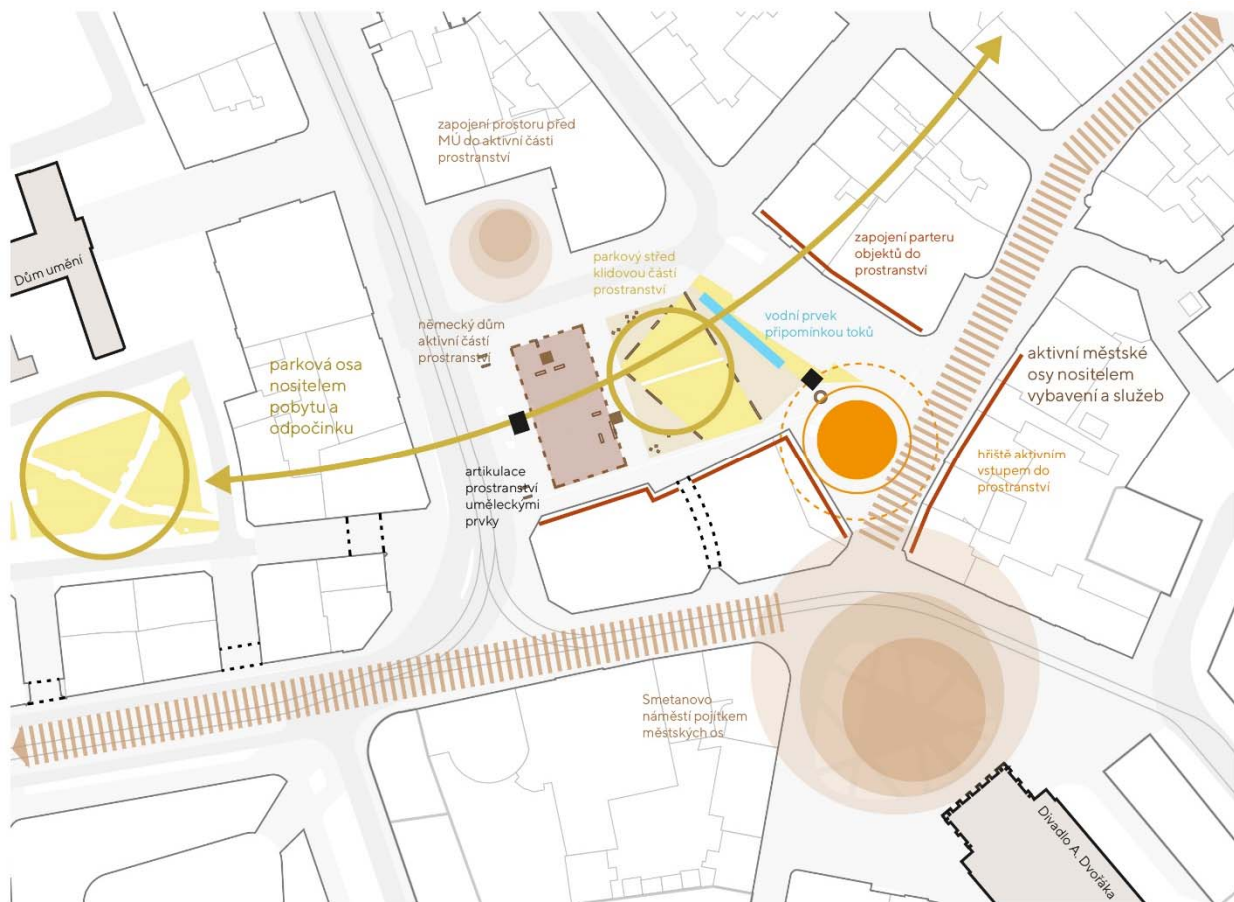 zapojení prostoru před
MÚ do aktivní části
prostranství
Dům umění
zapojení parteru
objektů do
prostranství
parkový střed
klidovou částí
prostranství
vodní prvek
připomínkou toků
německý dům
aktivní částí
prostranství
parková osa
nositelem
pobytu a
odpočinku
aktivní městské
osy nositelem
vybavení a služeb
artikulace
prostranství
uměleckými
prvky
hřiště aktivním
vstupem do
prostranství
Smetanovo
náměstí pojítkem
městských os
Divadlo A. Dvořáka